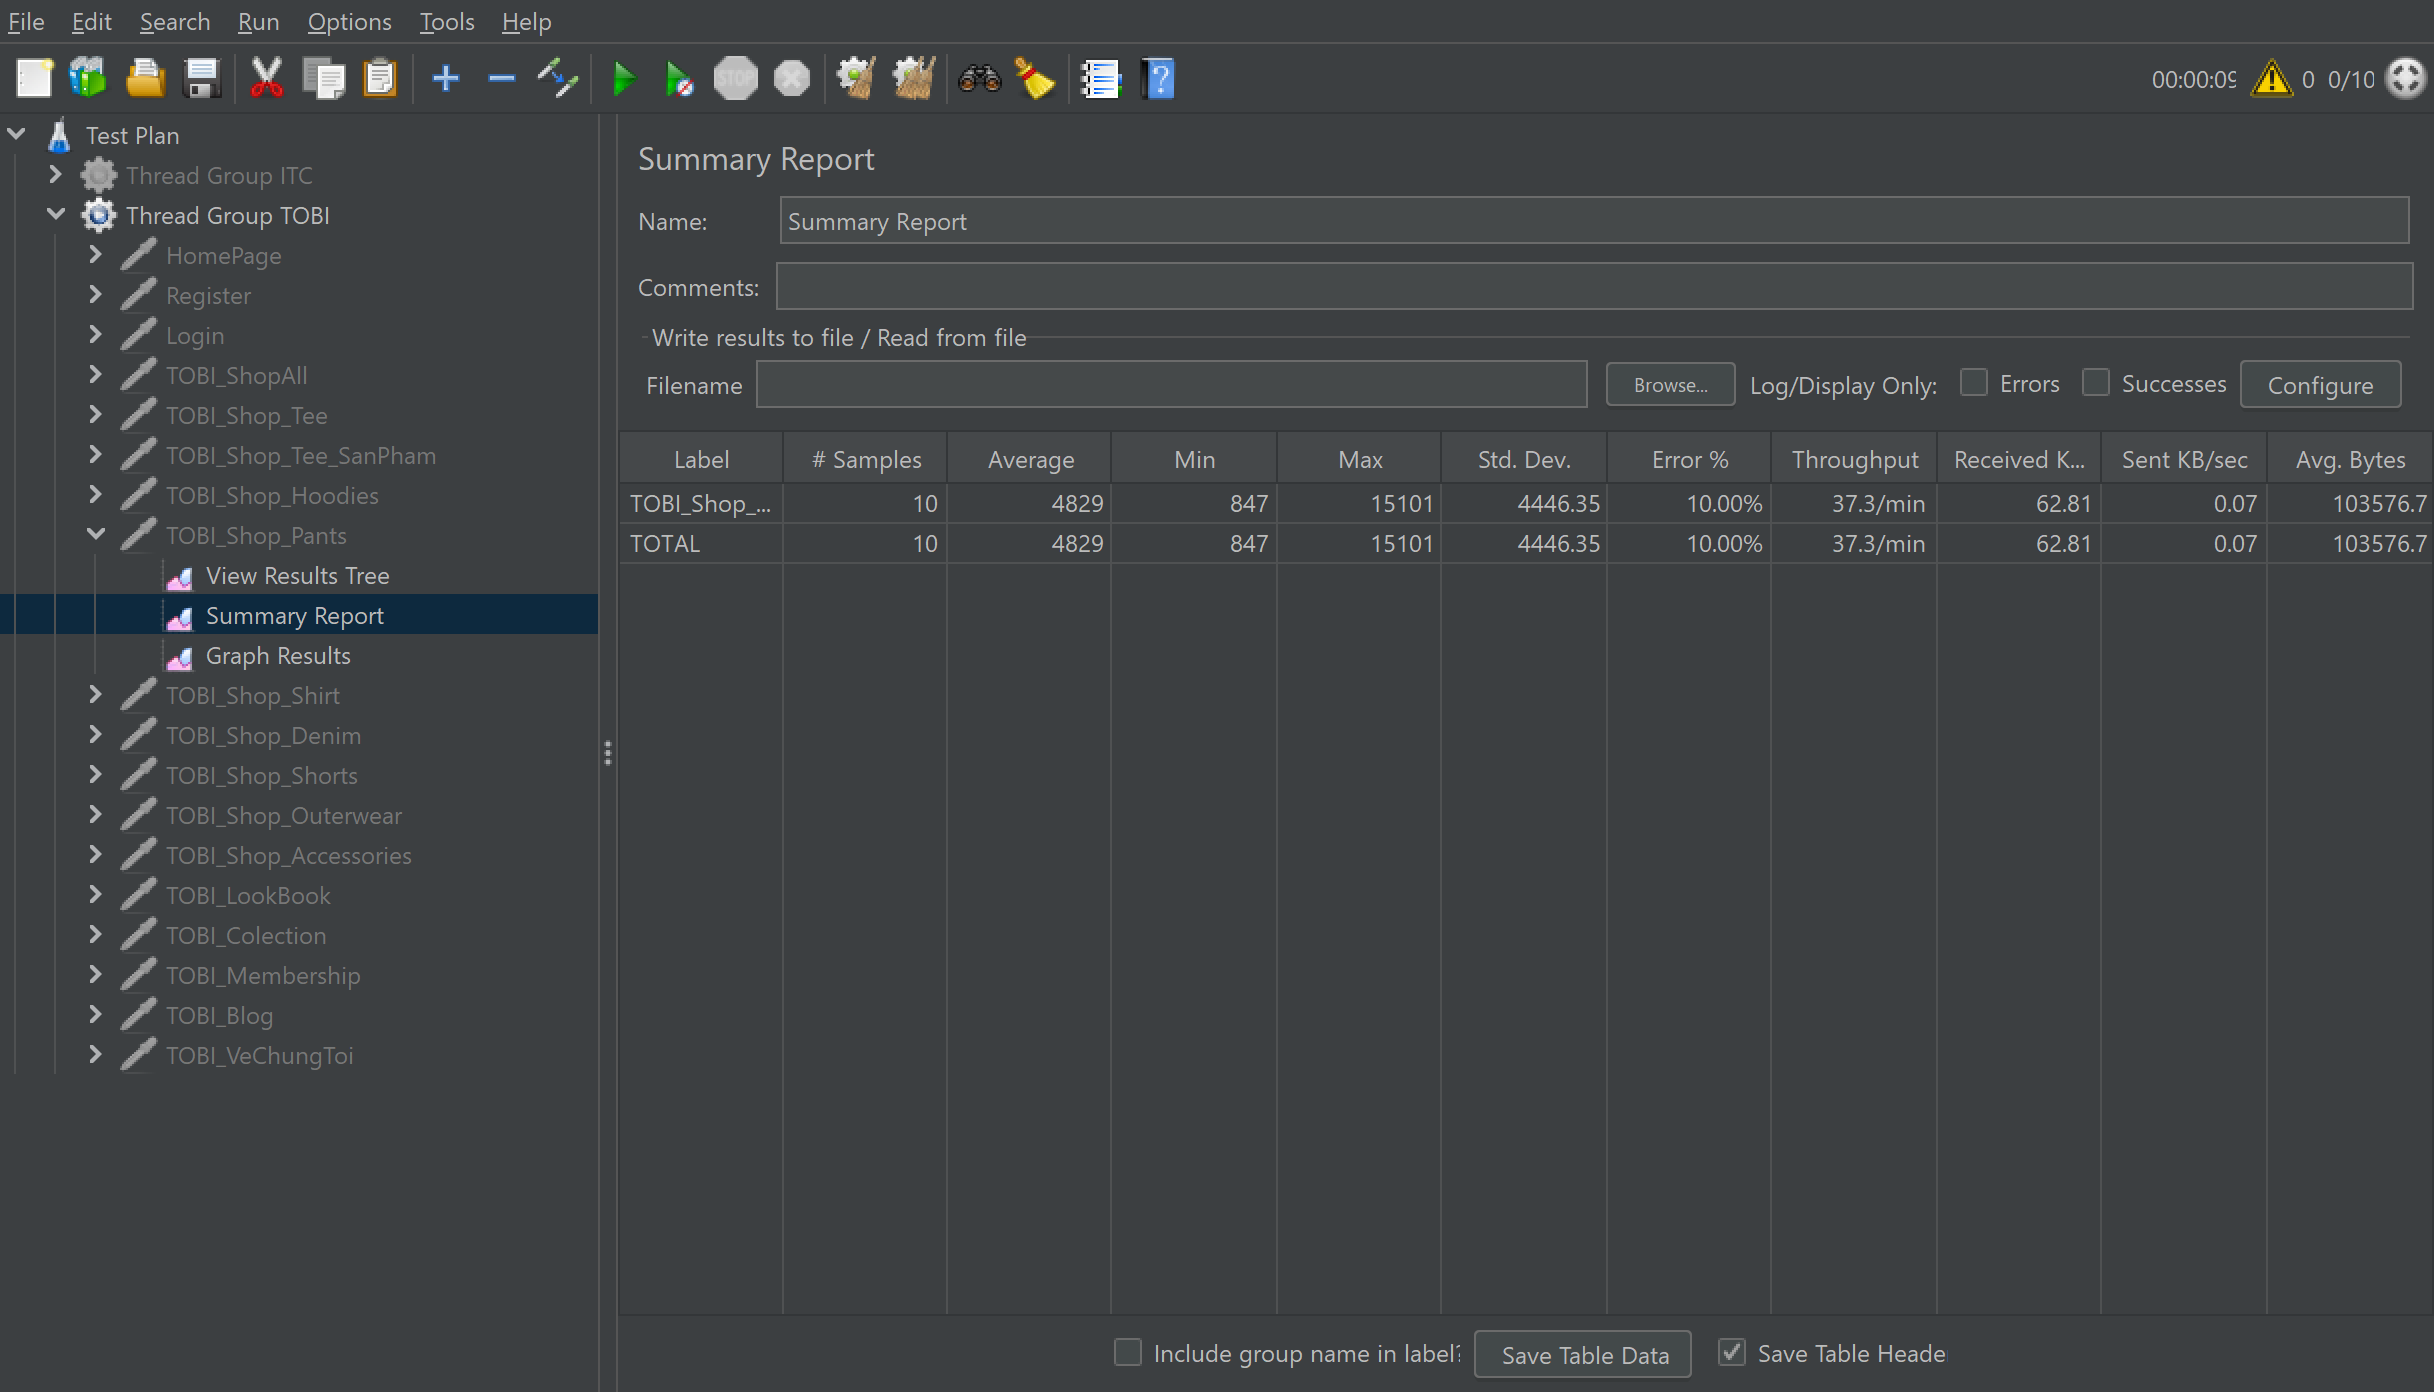 File Edit Search Run Options Tools Help
STOP
00:00:09 0 0/10
Test Plan
Thread Group ITC
Thread Group TOBI
HomePage
Register
Login
TOBI_ShopAll
TOBI_Shop_Tee
TOBI_Shop_Tee_SanPham
TOBI_Shop_Hoodies
TOBI_Shop_Pants
View Results Tree
Summary Report
Graph Results
TOBI_Shop_Shirt
TOBI_Shop_Denim
TOBI_Shop_Shorts
TOBI_Shop_Outerwear
TOBI_Shop_Accessories
TOBI_LookBook
TOBI_Colection
TOBI_Membership
TOBI_Blog
TOBI_VeChungToi
Summary Report
Name: Summary Report
Comments:
Write results to file / Read from file
Filename Browse... Log/Display Only: Errors Successes Configure
Label # Samples Average Min Max Std. Dev. Error % Throughput Received K... Sent KB/sec Avg. Bytes
TOBI_Shop_... 10 4829 847 15101 4446.35 10.00% 37.3/min 62.81 0.07 103576.7
TOTAL 10 4829 847 15101 4446.35 10.00% 37.3/min 62.81 0.07 103576.7
Include group name in label? Save Table Data Save Table Heade